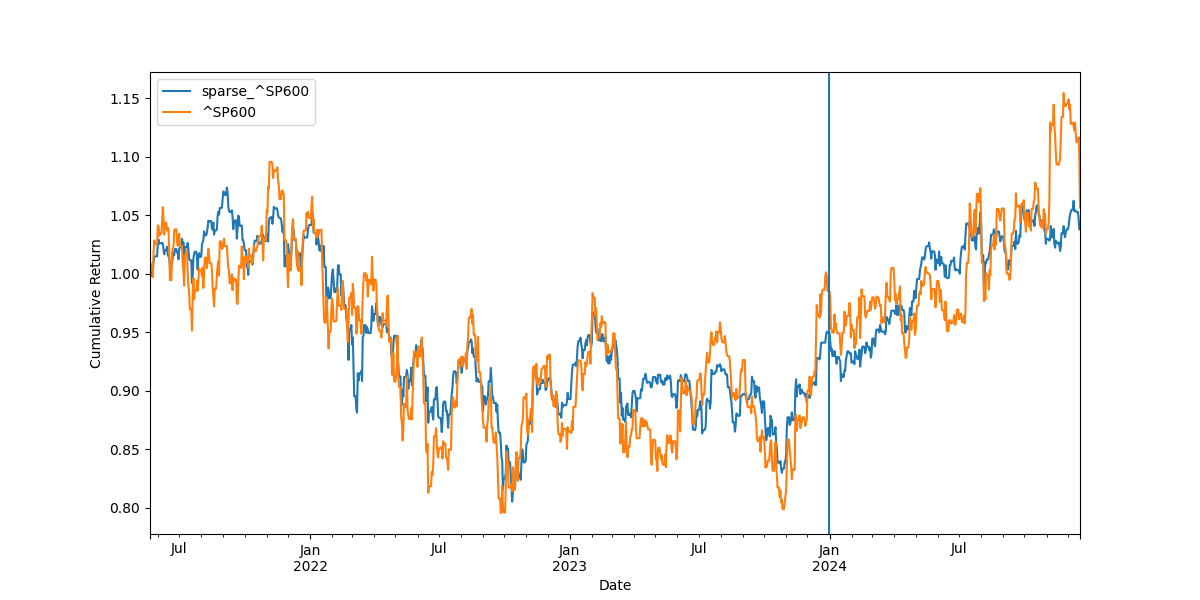 sparse_^SP600
^SP600
Cumulative Return
1.15
1.10
1.05
1.00
0.95
0.90
0.85
0.80
Jul
Jan
2022
Jul
Jan
2023
Jul
Jan
2024
Jul
Date